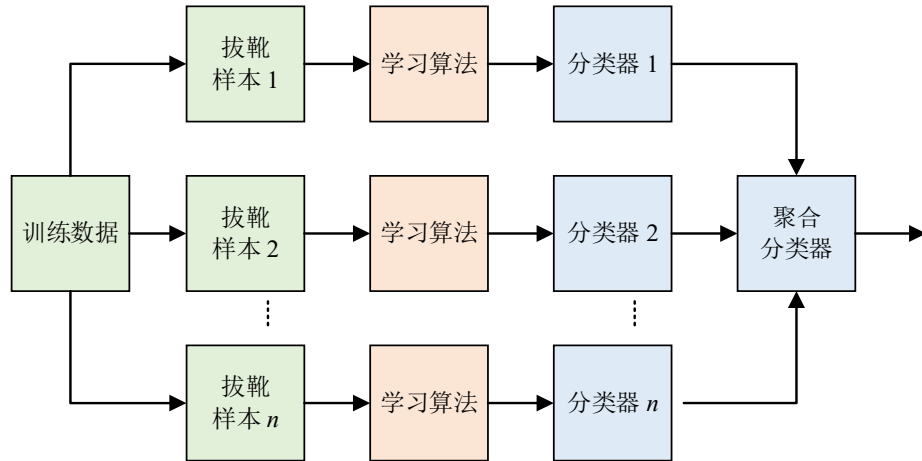 拔靴
样本 1
学习算法
分类器 1
训练数据
拔靴
样本 2
学习算法
分类器 2
聚合
分类器
拔靴
样本 n
学习算法
分类器 n